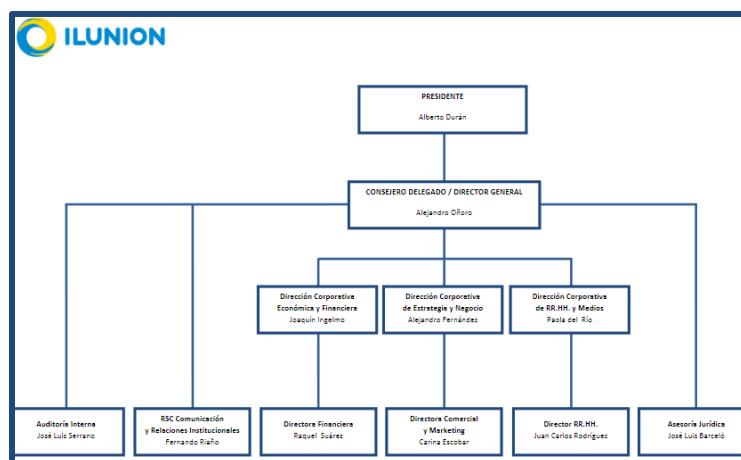 ILUNION
PRESIDENTE
Alberto Durán
CONSEJERO DELEGADO / DIRECTOR GENERAL
Alejandro Oñoro
Dirección Corporativa
Económica y Financiera
Joaquín Ingelmo
Dirección Corporativa
de Estrategia y Negocio
Alejandro Fernández
Dirección Corporativa
de RR.HH. y Medios
Paola del Río
Auditoría Interna
José Luis Serrano
RSC Comunicación
y Relaciones Institucionales
Fernando Riaño
Directora Financiera
Raquel Suárez
Directora Comercial
y Marketing
Carina Escobar
Director RR.HH.
Juan Carlos Rodríguez
Asesoría Jurídica
José Luis Barceló